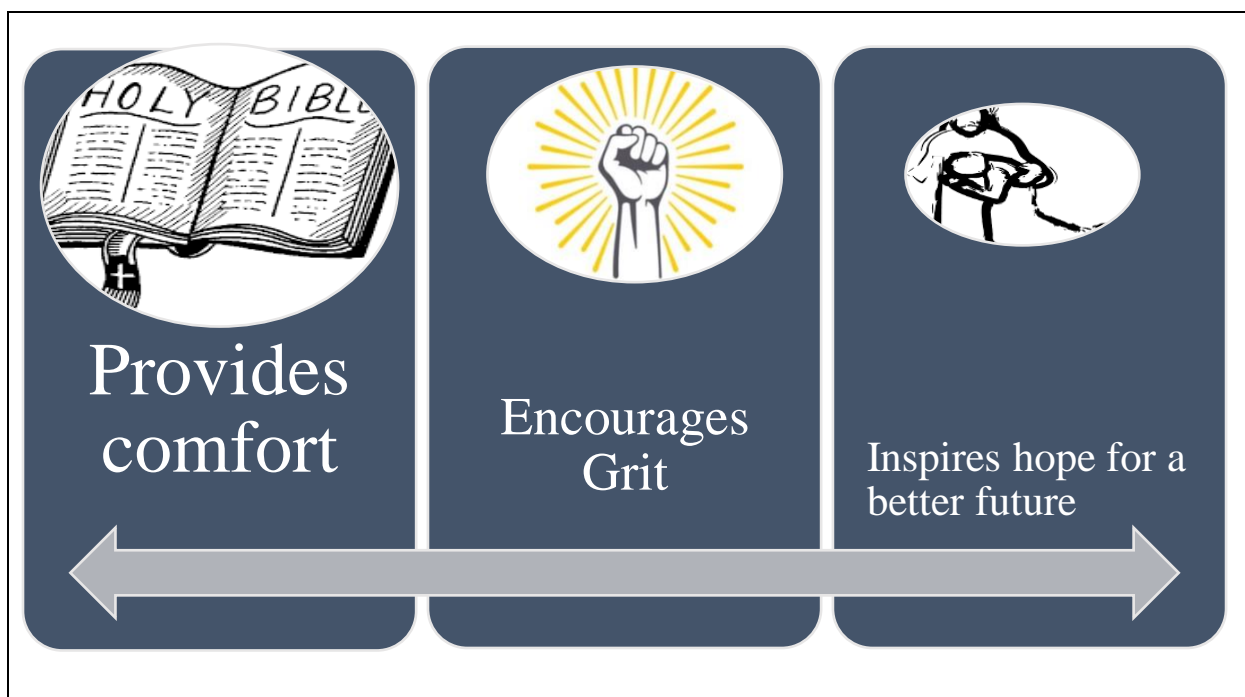 HOLY BIBLE
Provides
comfort
Encourages
Grit
Inspires hope for a
better future